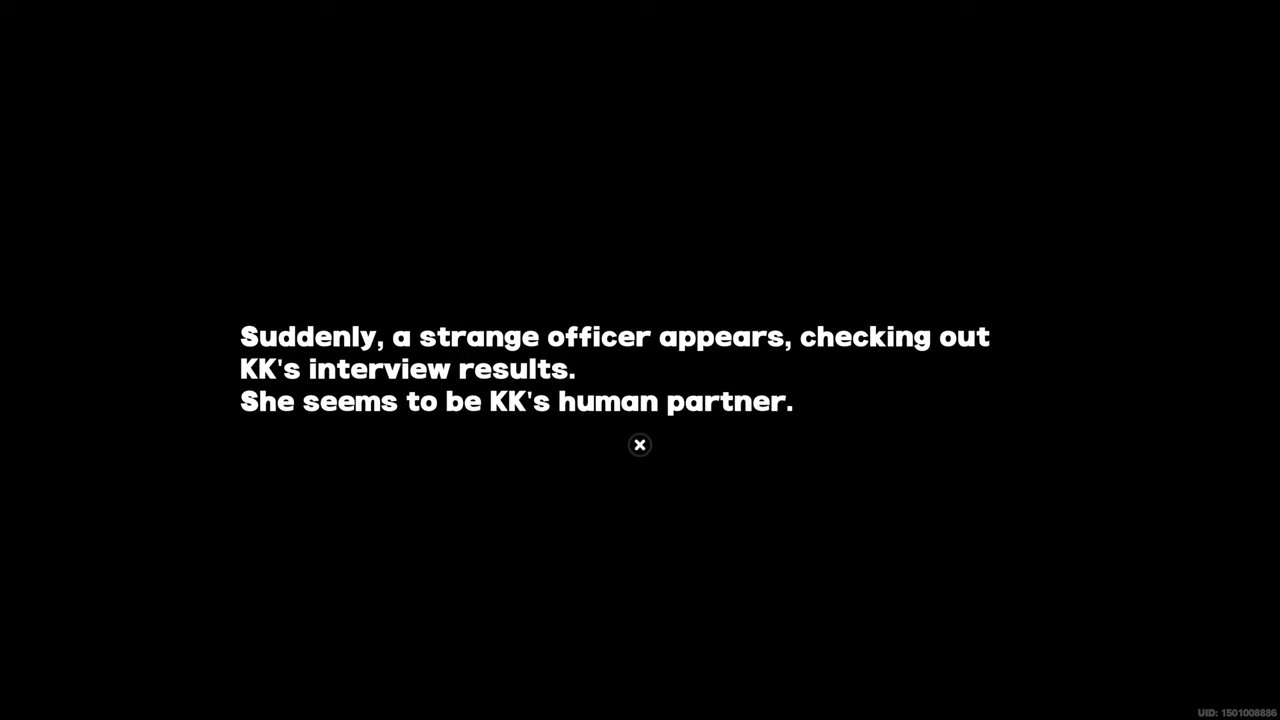 Suddenly, a strange officer appears, checking out
KK's interview results.
She seems to be KK's human partner.
UID: 1501008886